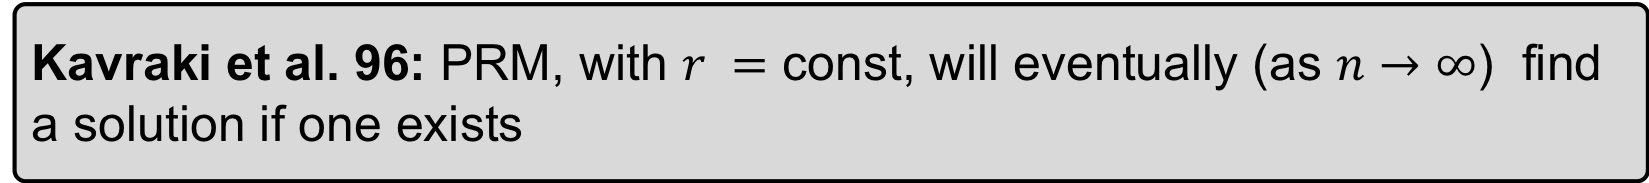 Kavraki et al. 96: PRM, with 𝑟 = const, will eventually (as 𝑛 → ∞) find
a solution if one exists